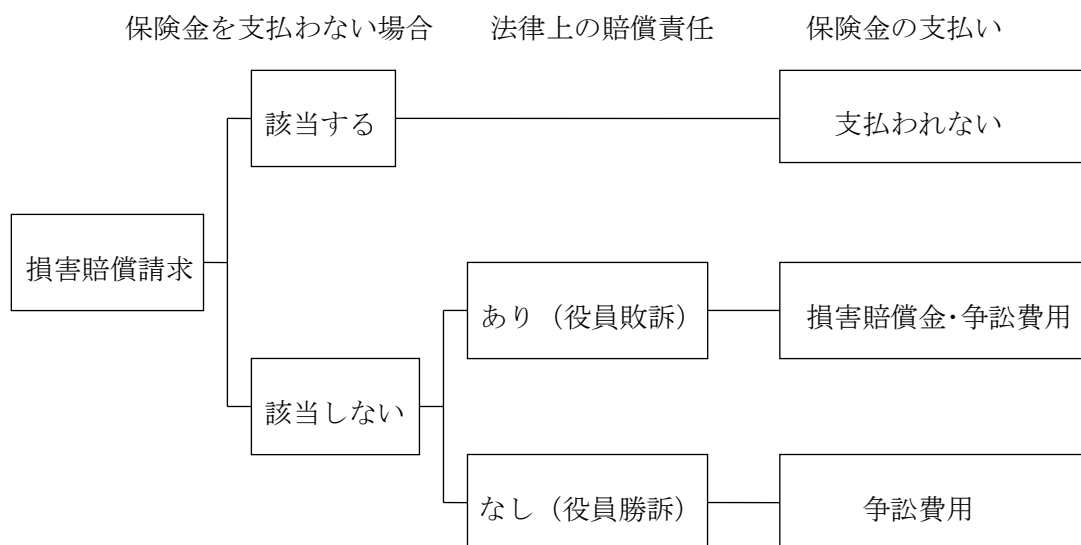 保険金を支払わない場合
法律上の賠償責任
保険金の支払い
該当する
支払われない
損害賠償請求
あり（役員敗訴）
損害賠償金・争訟費用
該当しない
なし（役員勝訴）
争訟費用